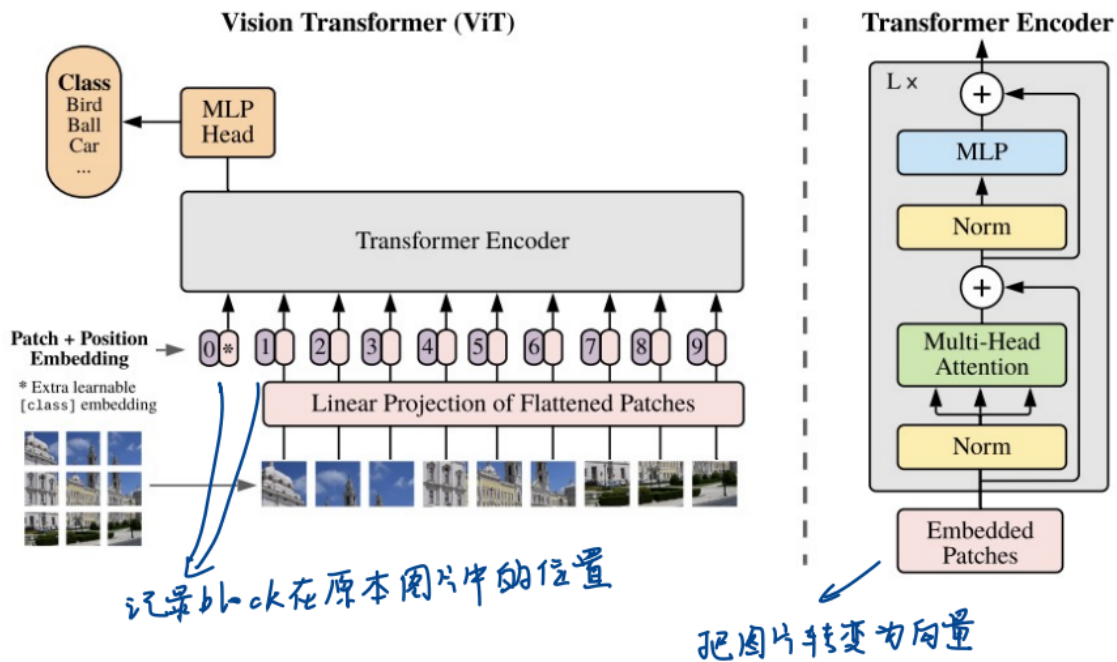 Vision Transformer (ViT)
Class
Bird
Ball
Car
...
MLP
Head
Transformer Encoder
Patch + Position
Embedding
* Extra learnable
[class] embedding
0 * 1 2 3 4 5 6 7 8 9
Linear Projection of Flattened Patches
记录block在原本图片中的位置
Transformer Encoder
L ×
+
MLP
Norm
+
Multi-Head
Attention
Norm
Embedded
Patches
把图片转变为向量